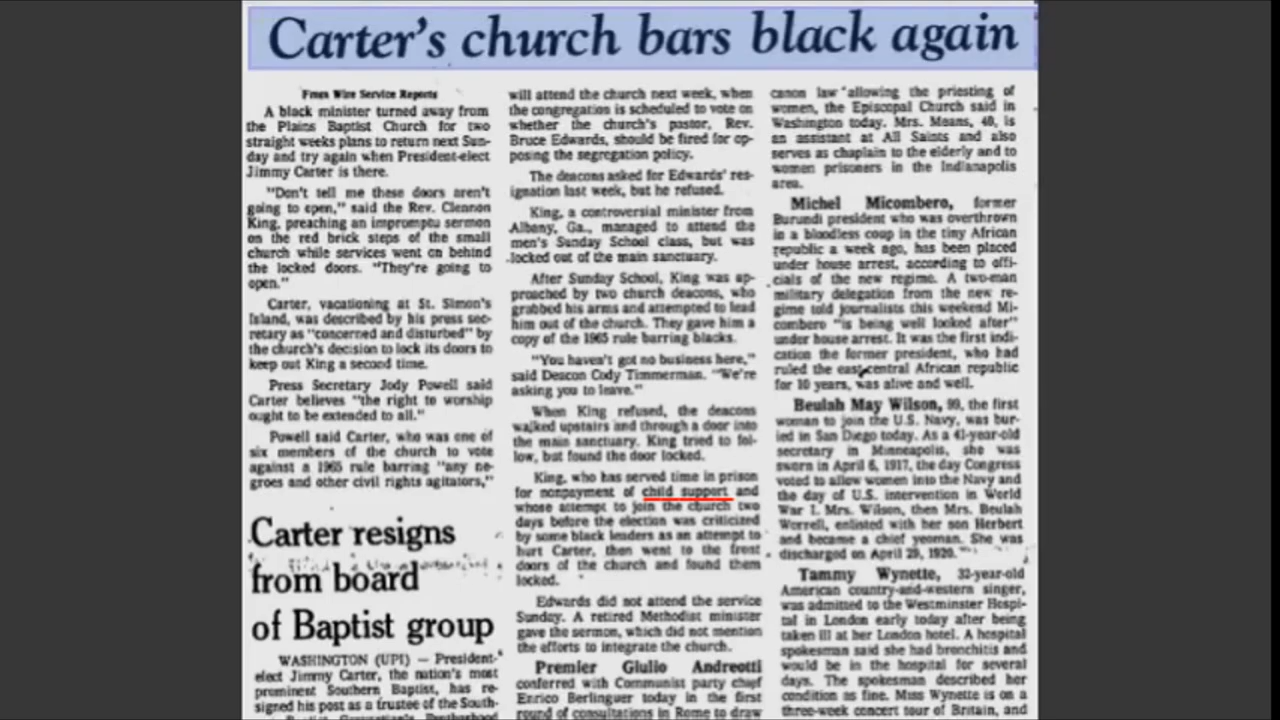 Carter's church bars black again
From Wire Service Reports
A black minister turned away from
the Plains Baptist Church for two
straight weeks plans to return next Sun-
day and try again when President-elect
Jimmy Carter is there.
"Don't tell me these doors aren't
going to open," said the Rev. Clennon
King, preaching an impromptu sermon
on the red brick steps of the small
church while services went on behind
the locked doors. "They're going to
open."
Carter, vacationing at St. Simon's
Island, was described by his press sec-
retary as "concerned and disturbed" by
the church's decision to lock its doors to
keep out King a second time.
Press Secretary Jody Powell said
Carter believes "the right to worship
ought to be extended to all."
Powell said Carter, who was one of
six members of the church to vote
against a 1965 rule barring "any ne-
groes and other civil rights agitators,"
Carter resigns
from board
of Baptist group
WASHINGTON (UPI) — President-
elect Jimmy Carter, the nation's most
prominent Southern Baptist, has re-
signed his post as a trustee of the South-
will attend the church next week, when
the congregation is scheduled to vote on
whether the church's pastor, Rev.
Bruce Edwards, should be fired for op-
posing the segregation policy.
The deacons asked for Edwards' res-
ignation last week, but he refused.
King, a controversial minister from
Albany, Ga., managed to attend the
men's Sunday School class, but was
locked out of the main sanctuary.
After Sunday School, King was ap-
proached by two church deacons, who
grabbed his arms and attempted to lead
him out of the church. They gave him a
copy of the 1965 rule barring blacks.
"You haven't got no business here,"
said Deacon Cody Timmerman. "We're
asking you to leave."
When King refused, the deacons
walked upstairs and through a door into
the main sanctuary. King tried to fol-
low, but found the door locked.
King, who has served time in prison
for nonpayment of child support and
whose attempt to join the church two
days before the election was criticized
by some black leaders as an attempt to
hurt Carter, then went to the front
doors of the church and found them
locked.
Edwards did not attend the service
Sunday. A retired Methodist minister
gave the sermon, which did not mention
the efforts to integrate the church.
Premier Giulio Andreotti
conferred with Communist party chief
Enrico Berlinguer today in the first
round of consultations in Rome to draw
canon law allowing the priesting of
women, the Episcopal Church said in
Washington today. Mrs. Means, 40, is
an assistant at All Saints and also
serves as chaplain to the elderly and to
women prisoners in the Indianapolis
area.
Michel Micombero, former
Burundi president who was overthrown
in a bloodless coup in the tiny African
republic a week ago, has been placed
under house arrest, according to offi-
cials of the new regime. A two-man
military delegation from the new re-
gime told journalists this weekend Mi-
combero "is being well looked after"
under house arrest. It was the first indi-
cation the former president, who had
ruled the east-central African republic
for 10 years, was alive and well.
Beulah May Wilson, 99, the first
woman to join the U.S. Navy, was bur-
ied in San Diego today. As a 41-year-old
secretary in Minneapolis, she was
sworn in April 6, 1917, the day Congress
voted to allow women into the Navy and
the day of U.S. intervention in World
War I. Mrs. Wilson, then Mrs. Beulah
Worrell, enlisted with her son Herbert
and became a chief yeoman. She was
discharged on April 29, 1920.
Tammy Wynette, 32-year-old
American country-and-western singer,
was admitted to the Westminster Hospi-
tal in London early today after being
taken ill at her London hotel. A hospital
spokesman said she had bronchitis and
would be in the hospital for several
days. The spokesman described her
condition as fine. Miss Wynette is on a
three-week concert tour of Britain, and